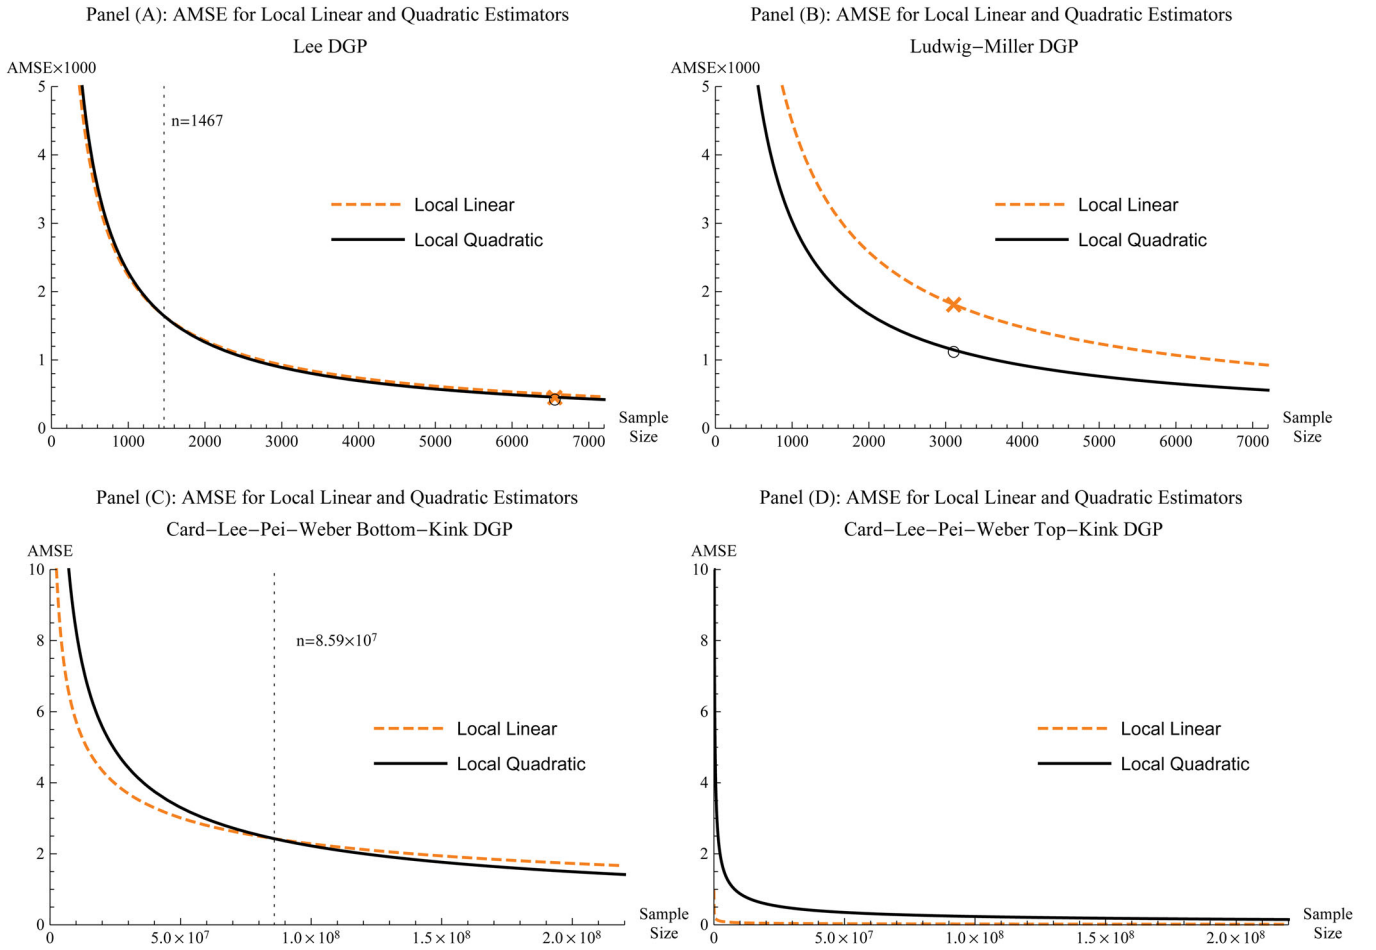 Panel (A): AMSE for Local Linear and Quadratic Estimators
Lee DGP
AMSE×1000
5
4
3
2
1
0
n=1467
Local Linear
Local Quadratic
0 1000 2000 3000 4000 5000 6000 7000
Sample
Size
Panel (B): AMSE for Local Linear and Quadratic Estimators
Ludwig−Miller DGP
AMSE×1000
5
4
3
2
1
0
Local Linear
Local Quadratic
0 1000 2000 3000 4000 5000 6000 7000
Sample
Size
Panel (C): AMSE for Local Linear and Quadratic Estimators
Card−Lee−Pei−Weber Bottom−Kink DGP
AMSE
10
8
6
4
2
0
n=8.59×10⁷
Local Linear
Local Quadratic
0 5.0×10⁷ 1.0×10⁸ 1.5×10⁸ 2.0×10⁸
Sample
Size
Panel (D): AMSE for Local Linear and Quadratic Estimators
Card−Lee−Pei−Weber Top−Kink DGP
AMSE
10
8
6
4
2
0
Local Linear
Local Quadratic
0 5.0×10⁷ 1.0×10⁸ 1.5×10⁸ 2.0×10⁸
Sample
Size